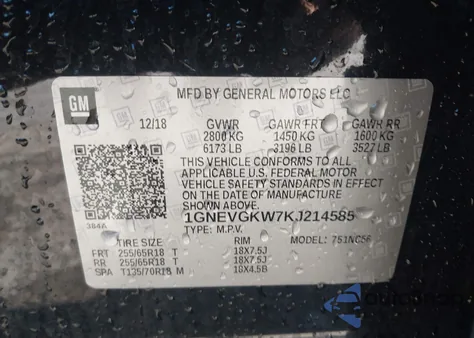 GM
MFD BY GENERAL MOTORS LLC
12/18 GVWR GAWR FRT GAWR RR
2800 KG 1450 KG 1600 KG
6173 LB 3196 LB 3527 LB
THIS VEHICLE CONFORMS TO ALL
APPLICABLE U.S. FEDERAL MOTOR
VEHICLE SAFETY STANDARDS IN EFFECT
ON THE DATE OF MANUFACTURE
SHOWN ABOVE.
1GNEVGKW7KJ214585
384A TYPE: M.P.V.
TIRE SIZE RIM 751NC56
FRT 255/65R18 T 18X7.5J
RR 255/65R18 T 18X7.5J
SPA T135/70R18 M 18X4.5B